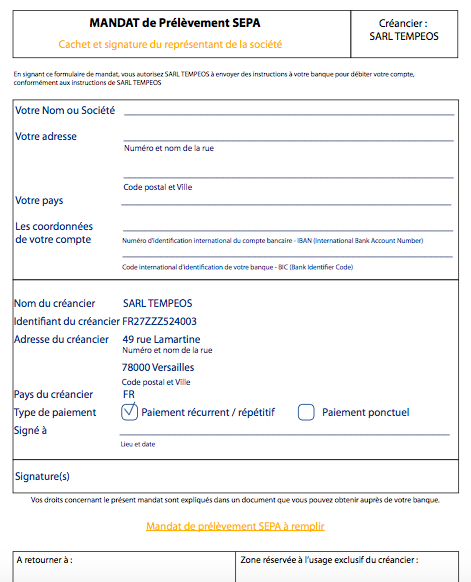 MANDAT de Prélèvement SEPA
Cachet et signature du représentant de la société
Créancier :
SARL TEMPEOS
En signant ce formulaire de mandat, vous autorisez SARL TEMPEOS à envoyer des instructions à votre banque pour débiter votre compte,
conformément aux instructions de SARL TEMPEOS
Votre Nom ou Société
Votre adresse
Numéro et nom de la rue
Code postal et Ville
Votre pays
Les coordonnées
de votre compte
Numéro d'identification international du compte bancaire - IBAN (International Bank Account Number)
Code international d'identification de votre banque - BIC (Bank Identifier Code)
Nom du créancier SARL TEMPEOS
Identifiant du créancier FR27ZZZ524003
Adresse du créancier 49 rue Lamartine
Numéro et nom de la rue
78000 Versailles
Code postal et Ville
Pays du créancier FR
Type de paiement Paiement récurrent / répétitif Paiement ponctuel
Signé à
Lieu et date
Signature(s)
Vos droits concernant le présent mandat sont expliqués dans un document que vous pouvez obtenir auprès de votre banque.
Mandat de prélèvement SEPA à remplir
A retourner à :
Zone réservée à l'usage exclusif du créancier :